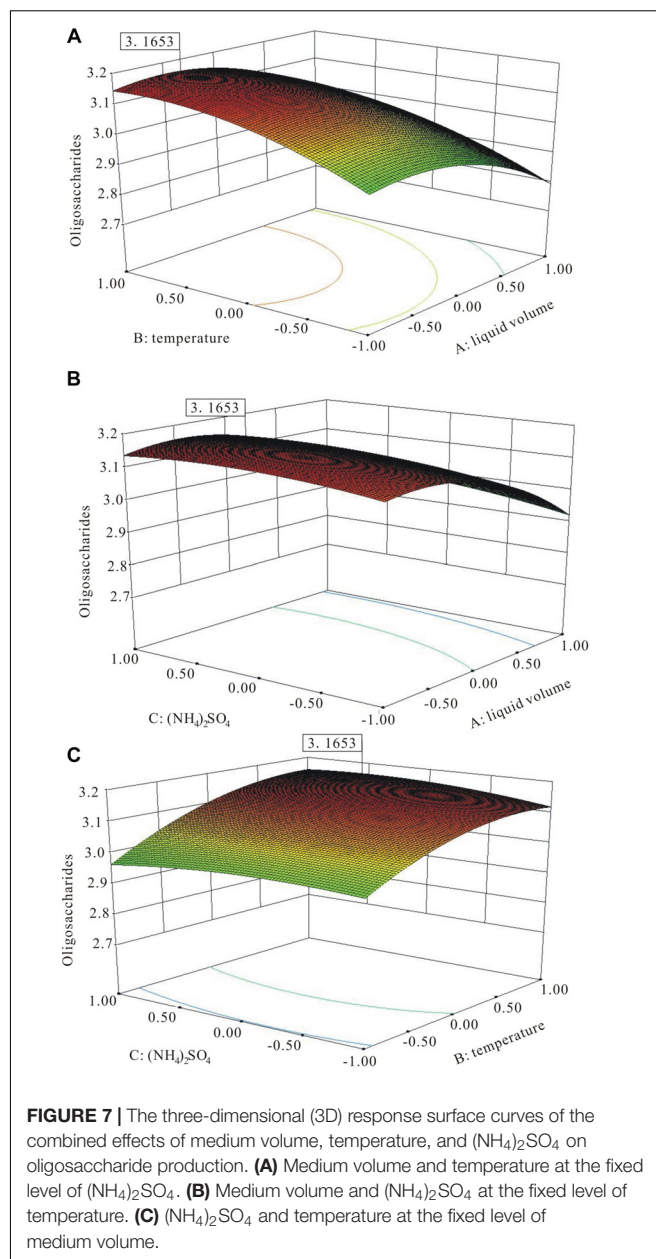 A
3. 1653
3.2
3.1
3.0
2.9
2.8
2.7
Oligosaccharides
1.00
0.50
0.00
-0.50
-1.00
B: temperature
-0.50
0.00
0.50
1.00
A: liquid volume
B
3. 1653
3.2
3.1
3.0
2.9
2.8
2.7
Oligosaccharides
1.00
0.50
0.00
-0.50
-1.00
C: (NH4)2SO4
-0.50
0.00
0.50
1.00
A: liquid volume
C
3. 1653
3.2
3.1
3.0
2.9
2.8
2.7
Oligosaccharides
1.00
0.50
0.00
-0.50
-1.00
C: (NH4)2SO4
-0.50
0.00
0.50
1.00
B: temperature
FIGURE 7 | The three-dimensional (3D) response surface curves of the
combined effects of medium volume, temperature, and (NH4)2SO4 on
oligosaccharide production. (A) Medium volume and temperature at the fixed
level of (NH4)2SO4. (B) Medium volume and (NH4)2SO4 at the fixed level of
temperature. (C) (NH4)2SO4 and temperature at the fixed level of
medium volume.